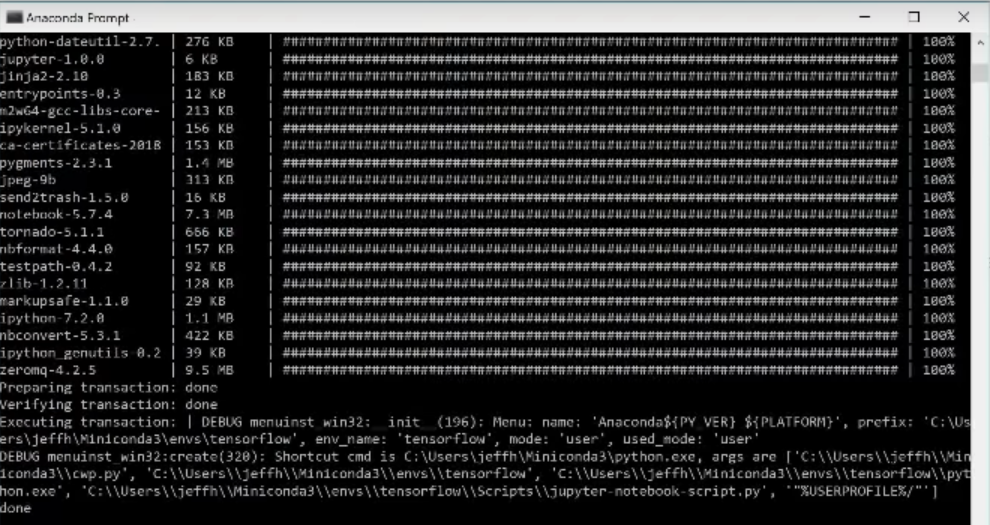 Anaconda Prompt
python-dateutil-2.7. | 276 KB | ################################################################################ | 100%
jupyter-1.0.0 | 6 KB | ################################################################################ | 100%
jinja2-2.10 | 183 KB | ################################################################################ | 100%
entrypoints-0.3 | 12 KB | ################################################################################ | 100%
m2w64-gcc-libs-core- | 213 KB | ################################################################################ | 100%
ipykernel-5.1.0 | 156 KB | ################################################################################ | 100%
ca-certificates-2018 | 153 KB | ################################################################################ | 100%
pygments-2.3.1 | 1.4 MB | ################################################################################ | 100%
jpeg-9b | 313 KB | ################################################################################ | 100%
send2trash-1.5.0 | 16 KB | ################################################################################ | 100%
notebook-5.7.4 | 7.3 MB | ################################################################################ | 100%
tornado-5.1.1 | 666 KB | ################################################################################ | 100%
nbformat-4.4.0 | 157 KB | ################################################################################ | 100%
testpath-0.4.2 | 92 KB | ################################################################################ | 100%
zlib-1.2.11 | 128 KB | ################################################################################ | 100%
markupsafe-1.1.0 | 29 KB | ################################################################################ | 100%
ipython-7.2.0 | 1.1 MB | ################################################################################ | 100%
nbconvert-5.3.1 | 422 KB | ################################################################################ | 100%
ipython_genutils-0.2 | 39 KB | ################################################################################ | 100%
zeromq-4.2.5 | 9.5 MB | ################################################################################ | 100%
Preparing transaction: done
Verifying transaction: done
Executing transaction: | DEBUG menuinst_win32:__init__(196): Menu: name: 'Anaconda${PY_VER} ${PLATFORM}', prefix: 'C:\Us
ers\jeffh\Miniconda3\envs\tensorflow', env_name: 'tensorflow', mode: 'user', used_mode: 'user'
DEBUG menuinst_win32:create(320): Shortcut cmd is C:\Users\jeffh\Miniconda3\python.exe, args are ['C:\\Users\\jeffh\\Min
iconda3\\cwp.py', 'C:\\Users\\jeffh\\Miniconda3\\envs\\tensorflow', 'C:\\Users\\jeffh\\Miniconda3\\envs\\tensorflow\\pyt
hon.exe', 'C:\\Users\\jeffh\\Miniconda3\\envs\\tensorflow\\Scripts\\jupyter-notebook-script.py', '"%USERPROFILE%/"']
done